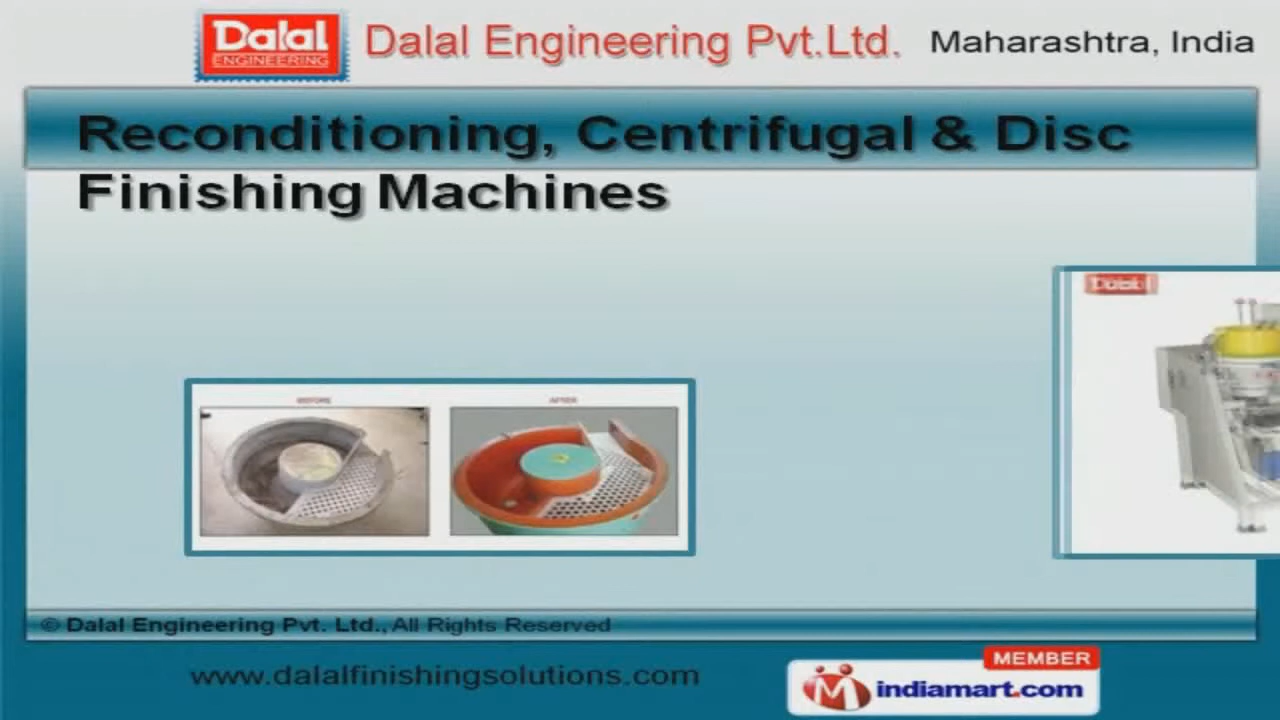 Dalal
ENGINEERING
Dalal Engineering Pvt.Ltd. Maharashtra, India
Reconditioning, Centrifugal & Disc
Finishing Machines
Dalal
BEFORE AFTER
© Dalal Engineering Pvt. Ltd., All Rights Reserved
www.dalalfinishingsolutions.com
MEMBER
indiamart.com